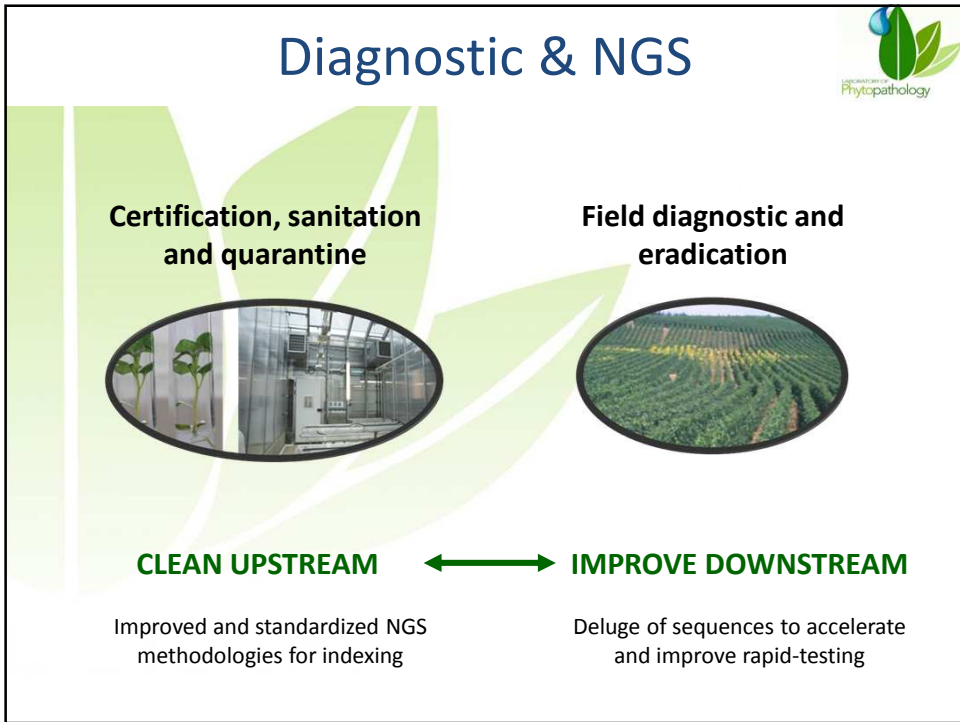 Diagnostic & NGS
LABORATORY OF
Phytopathology
Certification, sanitation
and quarantine
Field diagnostic and
eradication
CLEAN UPSTREAM
IMPROVE DOWNSTREAM
Improved and standardized NGS
methodologies for indexing
Deluge of sequences to accelerate
and improve rapid-testing